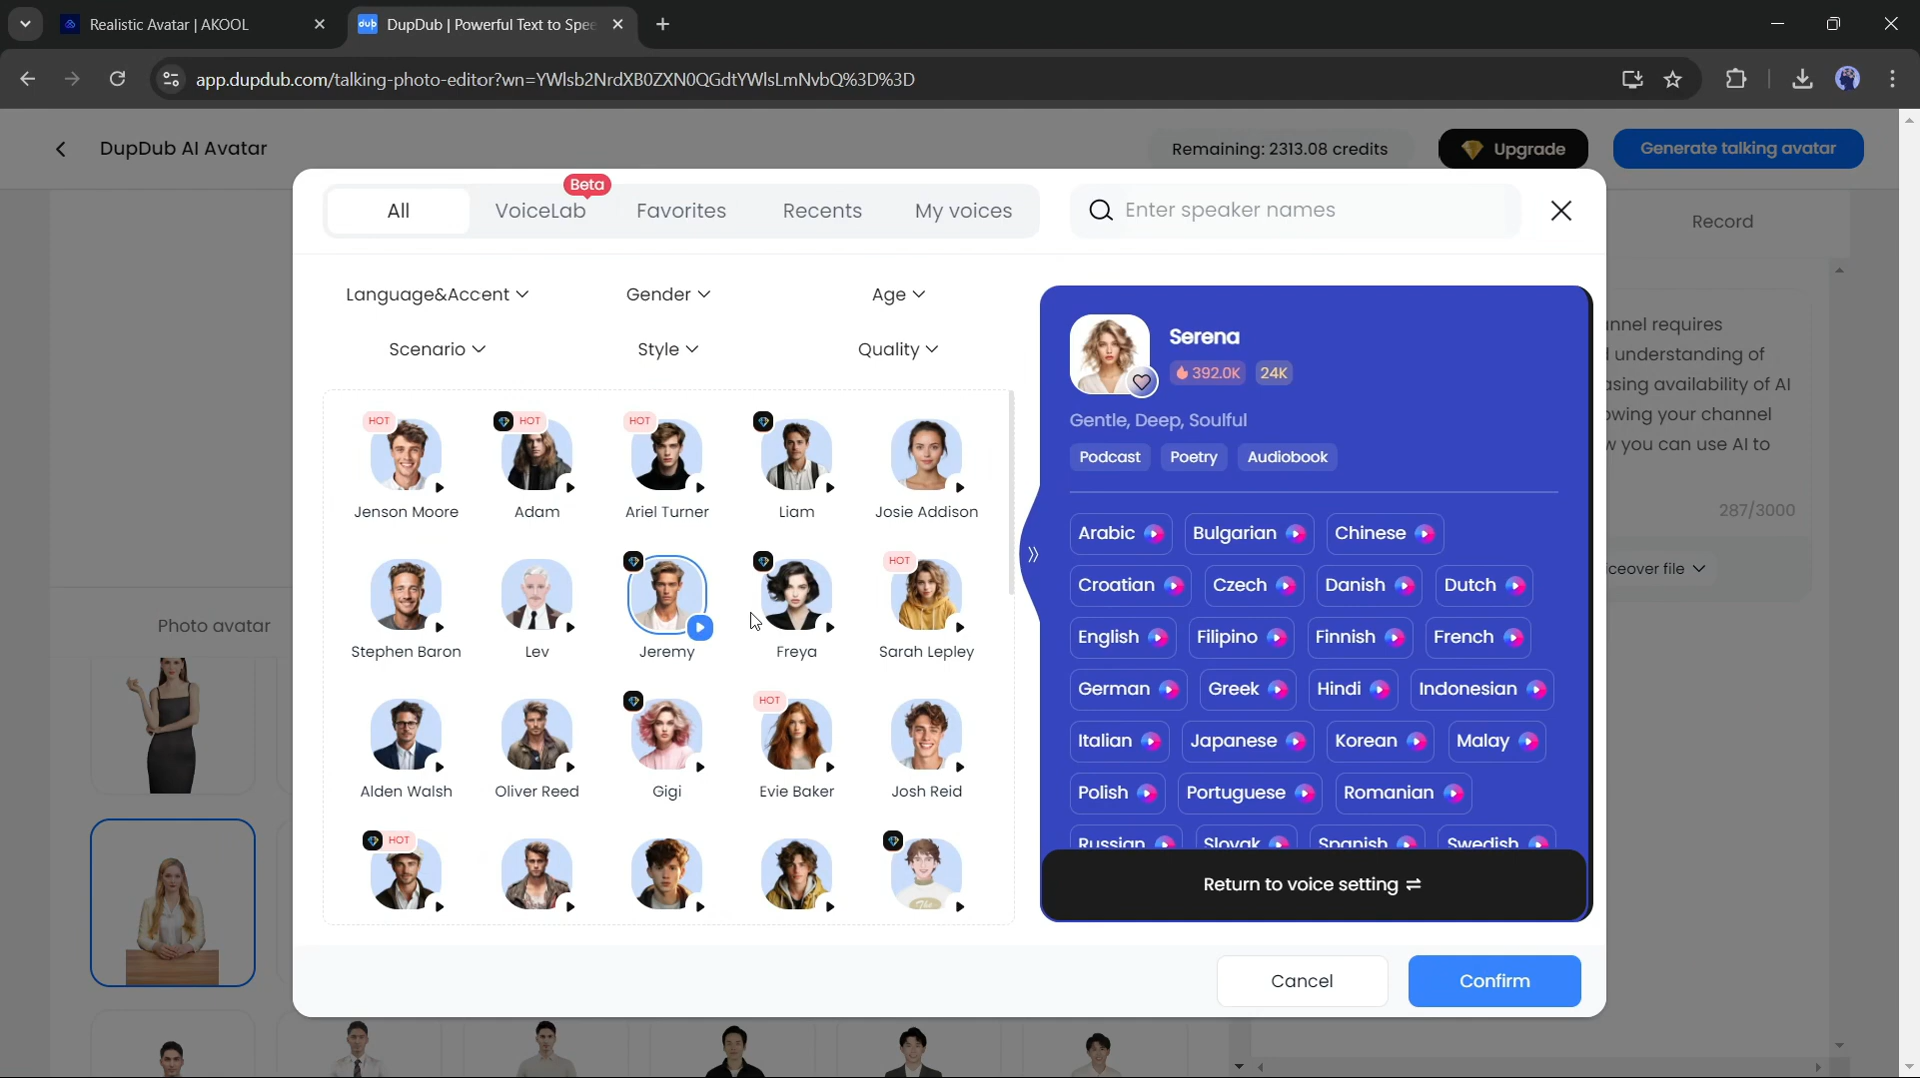 Realistic Avatar | AKOOL
DupDub | Powerful Text to Spee
app.dupdub.com/talking-photo-editor?wn=YWlsb2NrdXB0ZXN0QGdtYWlsLmNvbQ%3D%3D
DupDub AI Avatar
Remaining: 2313.08 credits
Upgrade
Generate talking avatar
Beta
All
VoiceLab
Favorites
Recents
My voices
Enter speaker names
Record
Language&Accent
Gender
Age
Scenario
Style
Quality
Serena
392.0K
24K
Gentle, Deep, Soulful
Podcast
Poetry
Audiobook
nnel requires
understanding of
asing availability of AI
owing your channel
w you can use AI to
287/3000
iceover file
HOT
HOT
HOT
Jenson Moore
Adam
Ariel Turner
Liam
Josie Addison
HOT
Stephen Baron
Lev
Jeremy
Freya
Sarah Lepley
HOT
Alden Walsh
Oliver Reed
Gigi
Evie Baker
Josh Reid
HOT
Arabic
Bulgarian
Chinese
Croatian
Czech
Danish
Dutch
English
Filipino
Finnish
French
German
Greek
Hindi
Indonesian
Italian
Japanese
Korean
Malay
Polish
Portuguese
Romanian
Russian
Slovak
Spanish
Swedish
Return to voice setting
Photo avatar
Cancel
Confirm